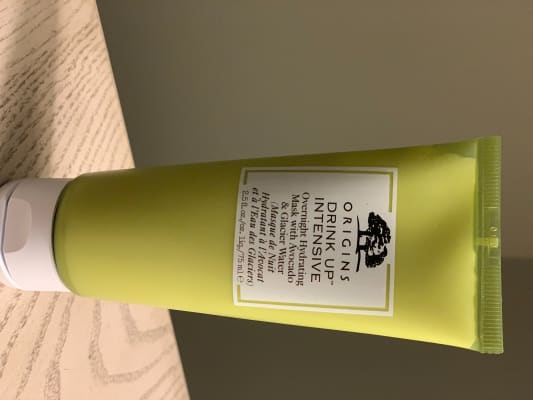 ORIGINS
DRINK UP™
INTENSIVE
Overnight Hydrating
Mask with Avocado
& Glacier Water
(Masque de Nuit
Hydratant à l'Avocat
et à l'Eau des Glaciers)
2.5 fl.oz./oz. liq./75 ml ℮